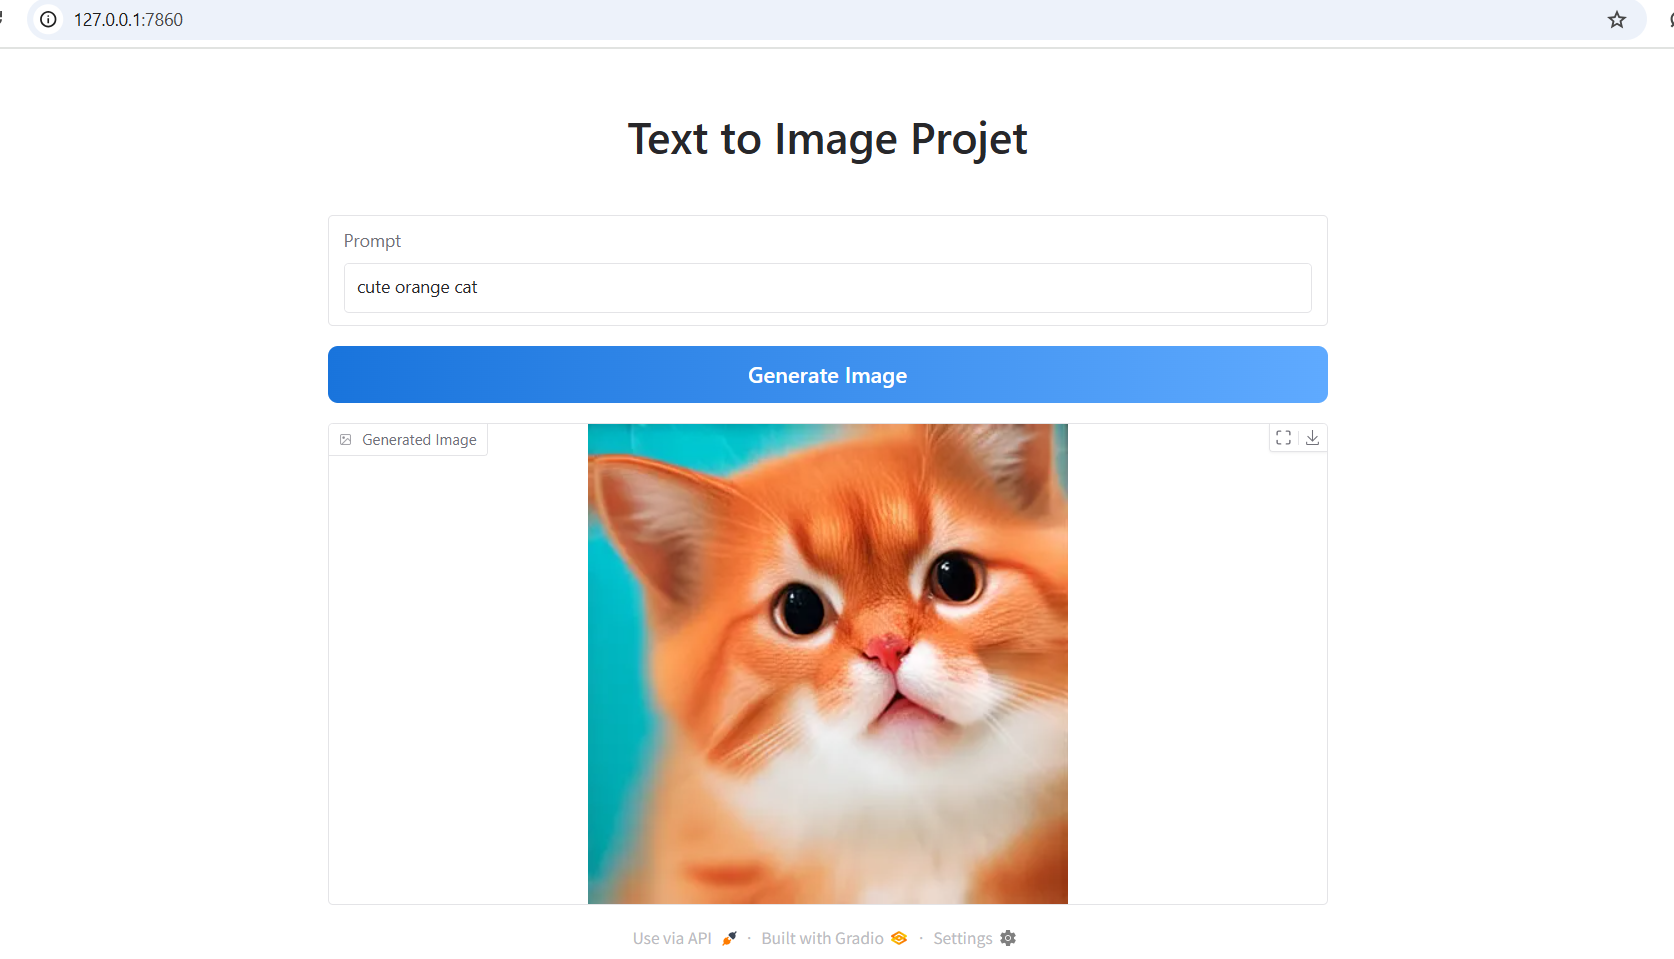 127.0.0.1:7860
Text to Image Projet
Prompt
cute orange cat
Generate Image
Generated Image
Use via API · Built with Gradio · Settings